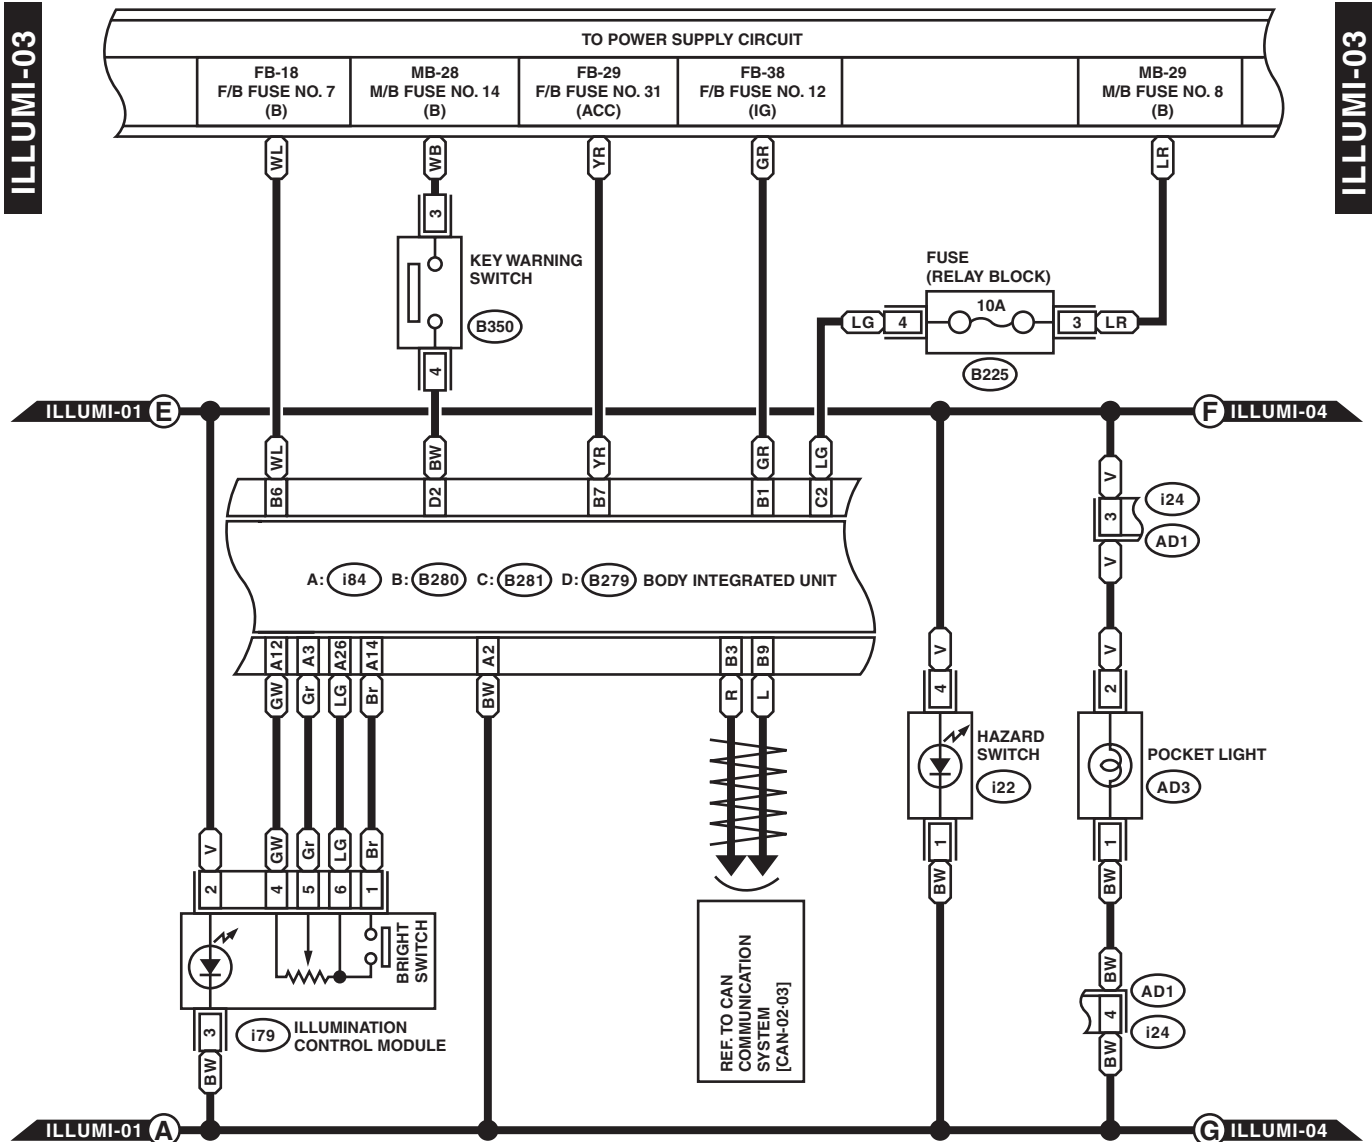 ILLUMI-03
ILLUMI-03
TO POWER SUPPLY CIRCUIT
FB-18
F/B FUSE NO. 7
(B)
MB-28
M/B FUSE NO. 14
(B)
FB-29
F/B FUSE NO. 31
(ACC)
FB-38
F/B FUSE NO. 12
(IG)
MB-29
M/B FUSE NO. 8
(B)
WL
WB
YR
GR
LR
3
KEY WARNING
SWITCH
B350
4
FUSE
(RELAY BLOCK)
10A
LG
4
3
LR
B225
ILLUMI-01
E
F
ILLUMI-04
WL
BW
YR
GR
LG
V
B6
D2
B7
B1
C2
3
i24
AD1
V
A:
i84
B:
B280
C:
B281
D:
B279
BODY INTEGRATED UNIT
A12
A3
A26
A14
A2
B3
B9
V
V
GW
Gr
LG
Br
BW
R
L
4
2
HAZARD
SWITCH
i22
POCKET LIGHT
AD3
V
GW
Gr
LG
Br
1
1
2
4
5
6
1
BW
BW
BRIGHT
SWITCH
REF. TO CAN
COMMUNICATION
SYSTEM
[CAN-02-03]
BW
AD1
4
i24
3
i79
ILLUMINATION
CONTROL MODULE
BW
BW
ILLUMI-01
A
G
ILLUMI-04